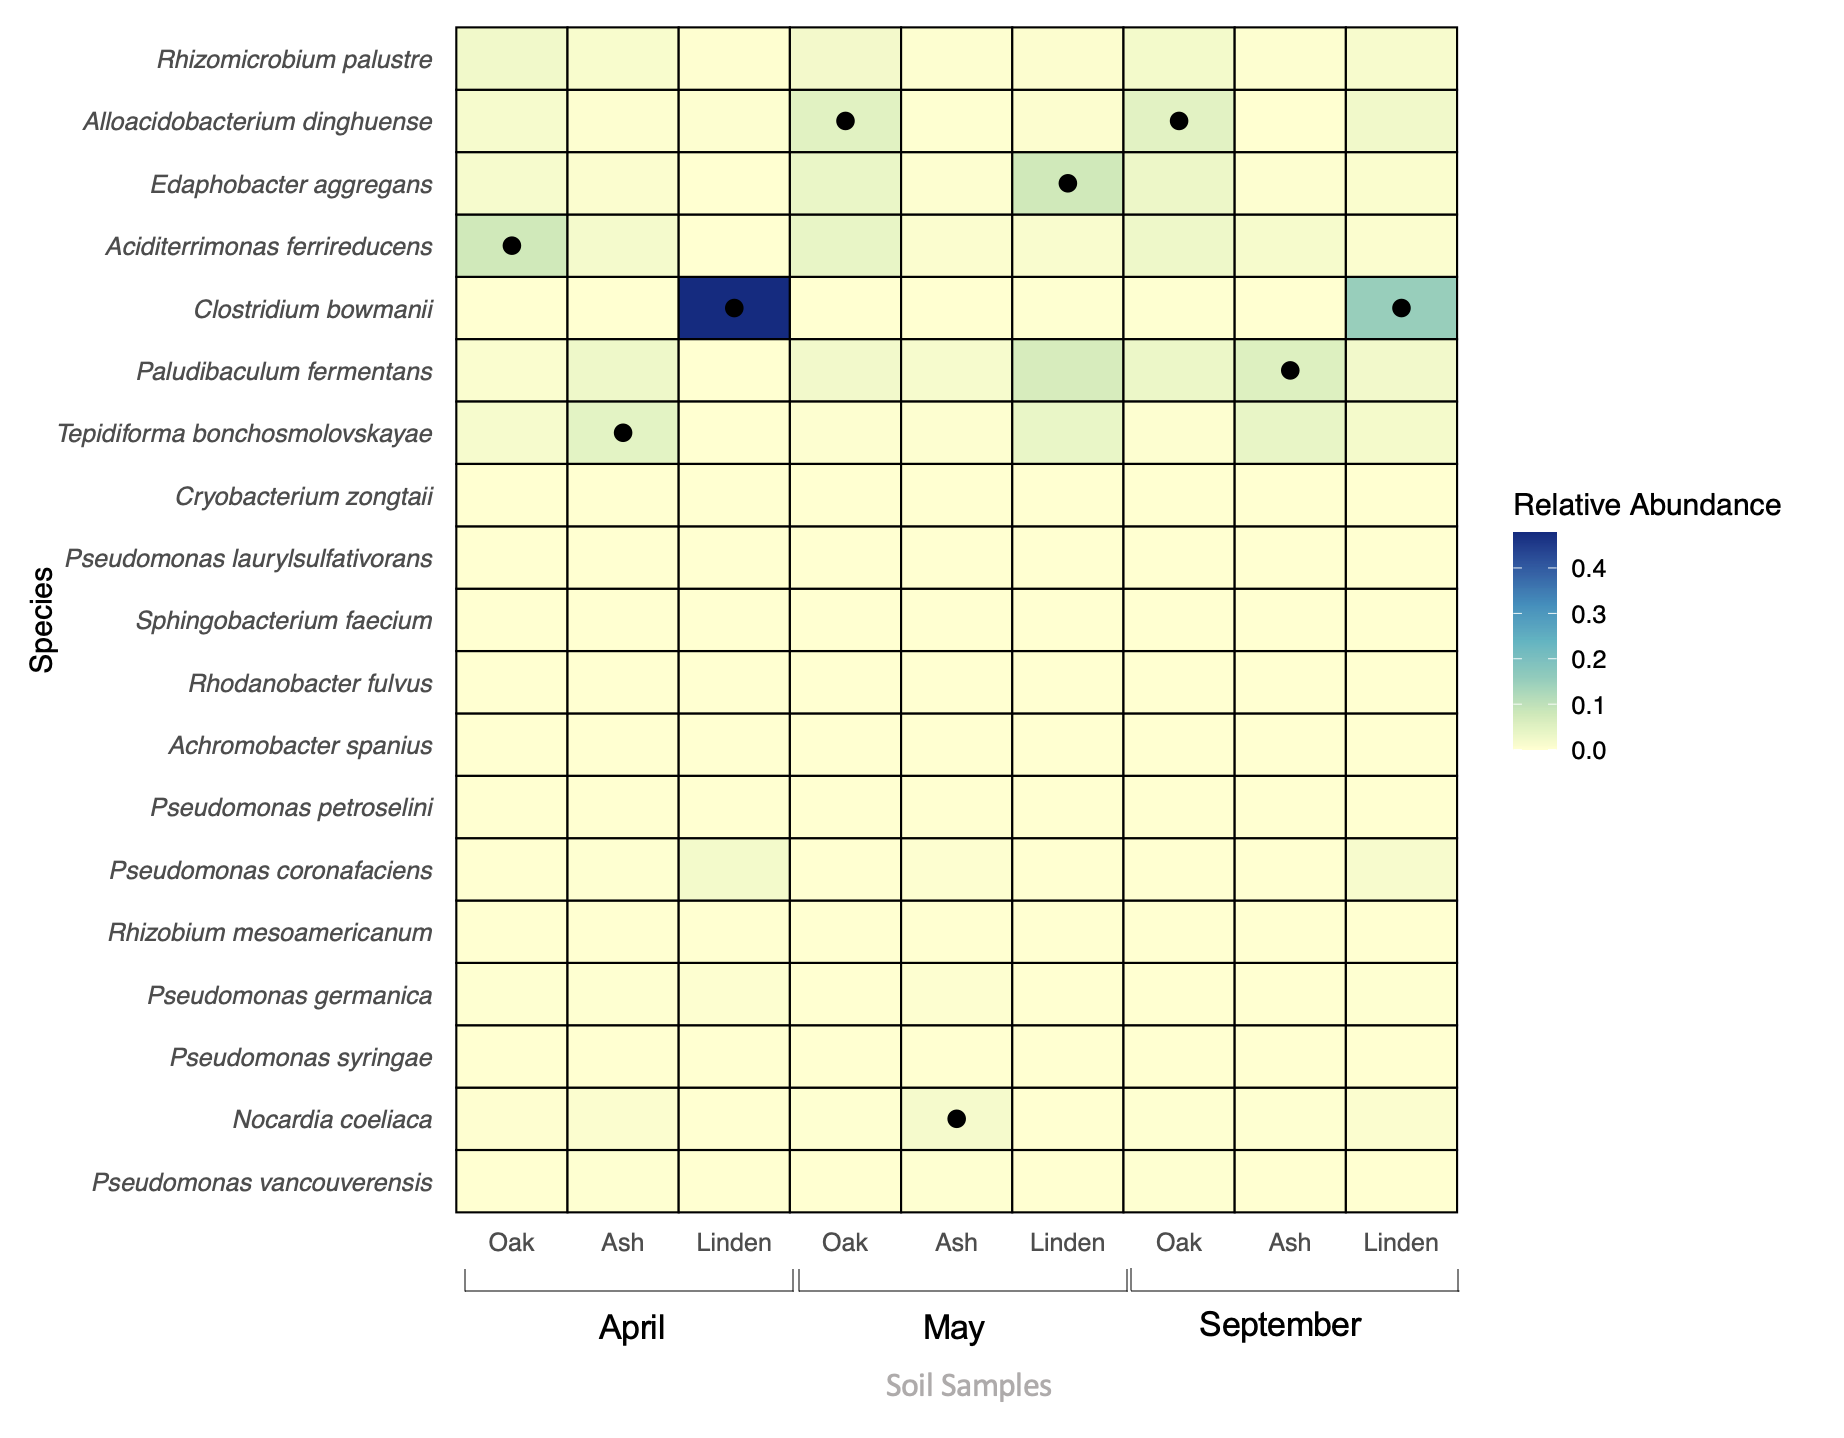 Rhizomicrobium palustre
Alloacidobacterium dinghuense
Edaphobacter aggregans
Aciditerrimonas ferrireducens
Clostridium bowmanii
Paludibaculum fermentans
Tepidiforma bonchosmolovskayae
Cryobacterium zongtaii
Pseudomonas laurylsulfativorans
Sphingobacterium faecium
Rhodanobacter fulvus
Achromobacter spanius
Pseudomonas petroselini
Pseudomonas coronafaciens
Rhizobium mesoamericanum
Pseudomonas germanica
Pseudomonas syringae
Nocardia coeliaca
Pseudomonas vancouverensis
Species
Oak Ash Linden Oak Ash Linden Oak Ash Linden
April May September
Soil Samples
Relative Abundance
0.4
0.3
0.2
0.1
0.0